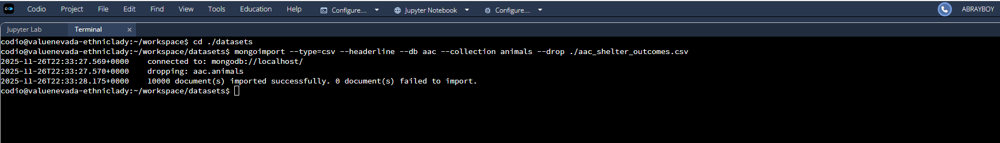 Codio Project File Edit Find View Tools Education Help Configure.... Jupyter Notebook Configure.... ABRAYBOY
Jupyter Lab Terminal ×
codio@valuenevada-ethniclady:~/workspace$ cd ./datasets
codio@valuenevada-ethniclady:~/workspace/datasets$ mongoimport --type=csv --headerline --db aac --collection animals --drop ./aac_shelter_outcomes.csv
2025-11-26T22:33:27.569+0000    connected to: mongodb://localhost/
2025-11-26T22:33:27.570+0000    dropping: aac.animals
2025-11-26T22:33:28.175+0000    10000 document(s) imported successfully. 0 document(s) failed to import.
codio@valuenevada-ethniclady:~/workspace/datasets$